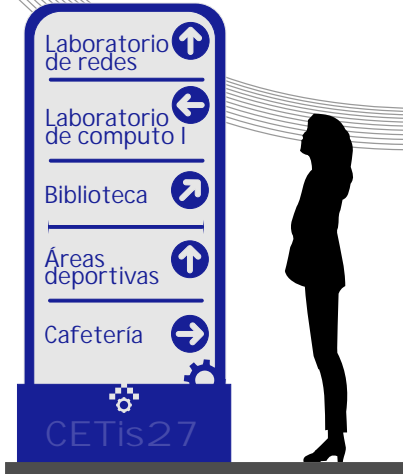 Laboratorio
de redes
Laboratorio
de computo I
Biblioteca
Áreas
deportivas
Cafetería
CETis27